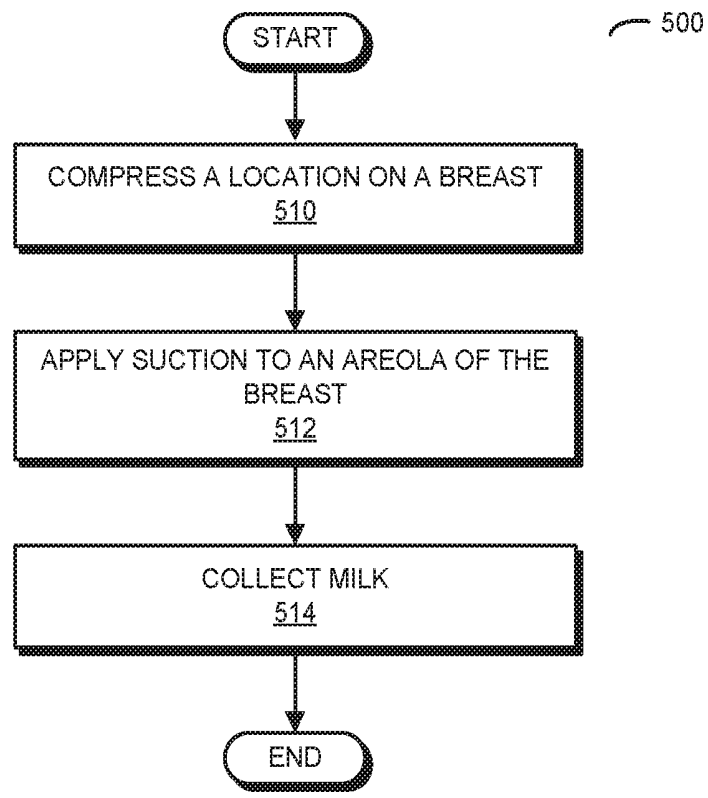 START
500
COMPRESS A LOCATION ON A BREAST
510
APPLY SUCTION TO AN AREOLA OF THE
BREAST
512
COLLECT MILK
514
END